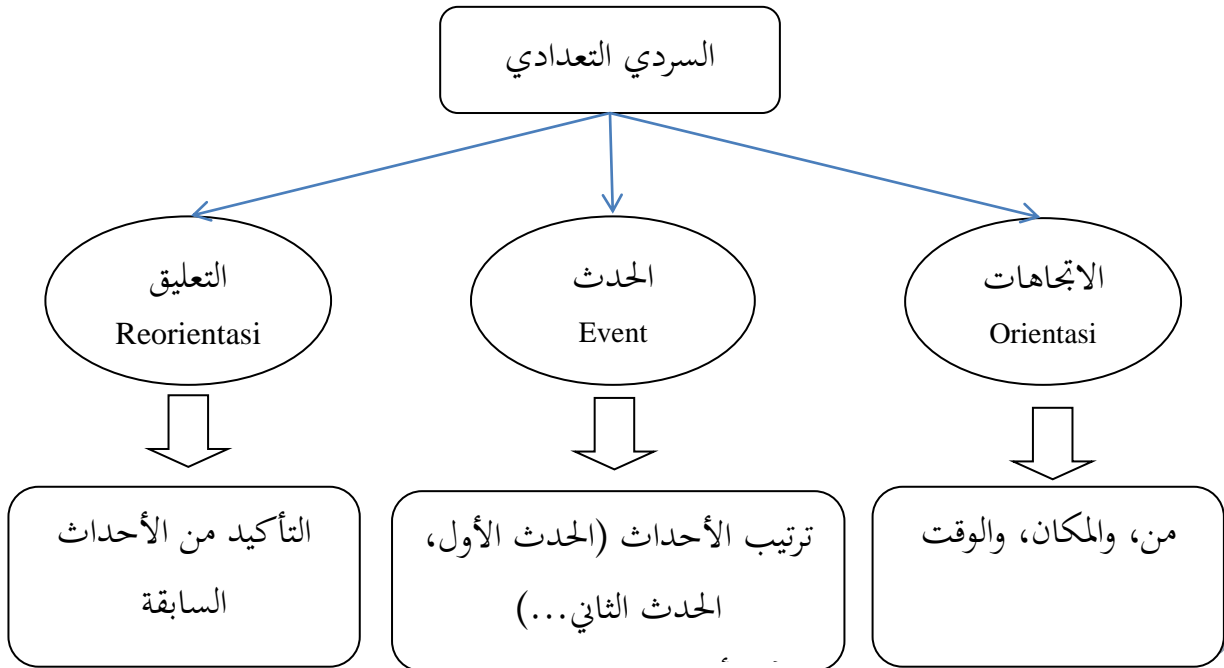 السردي التعدادي
الاتجاهات
Orientasi
الحدث
Event
التعليق
Reorientasi
من، والمكان، والوقت
ترتيب الأحداث (الحدث الأول،
الحدث الثاني...)
التأكيد من الأحداث
السابقة